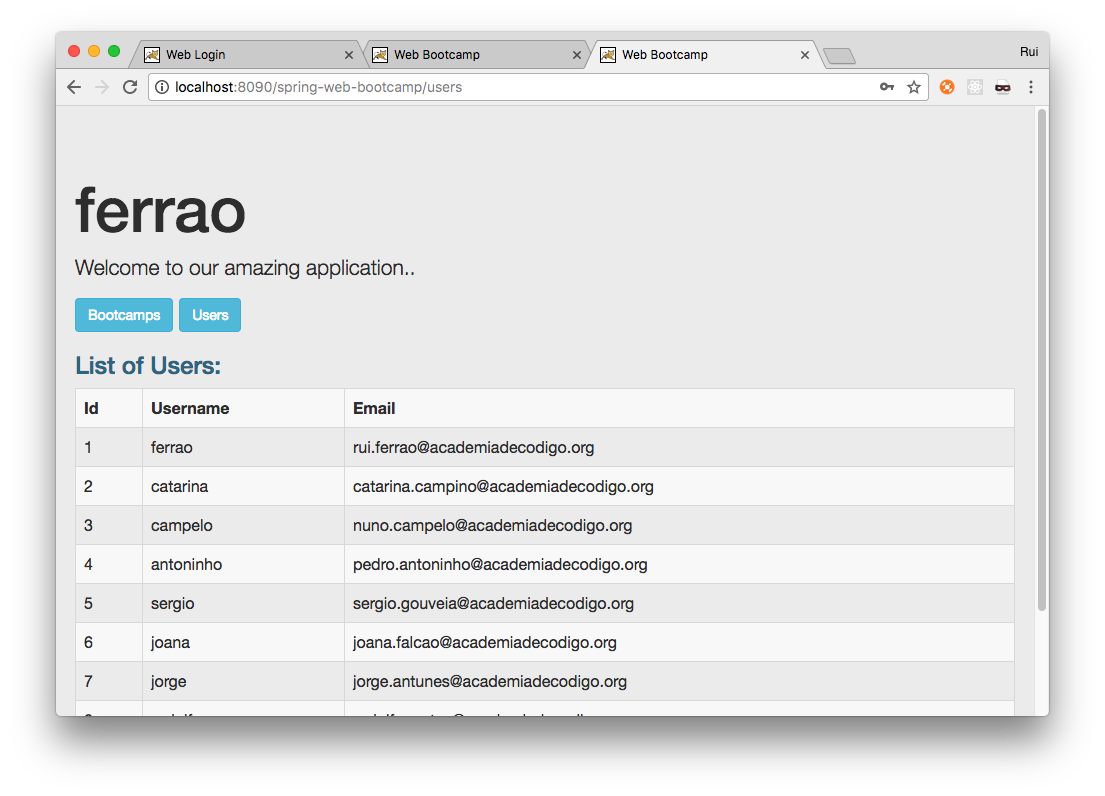 Web Login
Web Bootcamp
Web Bootcamp
Rui
localhost:8090/spring-web-bootcamp/users
ferrao
Welcome to our amazing application..
Bootcamps Users
List of Users:
Id Username Email
1 ferrao rui.ferrao@academiadecodigo.org
2 catarina catarina.campino@academiadecodigo.org
3 campelo nuno.campelo@academiadecodigo.org
4 antoninho pedro.antoninho@academiadecodigo.org
5 sergio sergio.gouveia@academiadecodigo.org
6 joana joana.falcao@academiadecodigo.org
7 jorge jorge.antunes@academiadecodigo.org